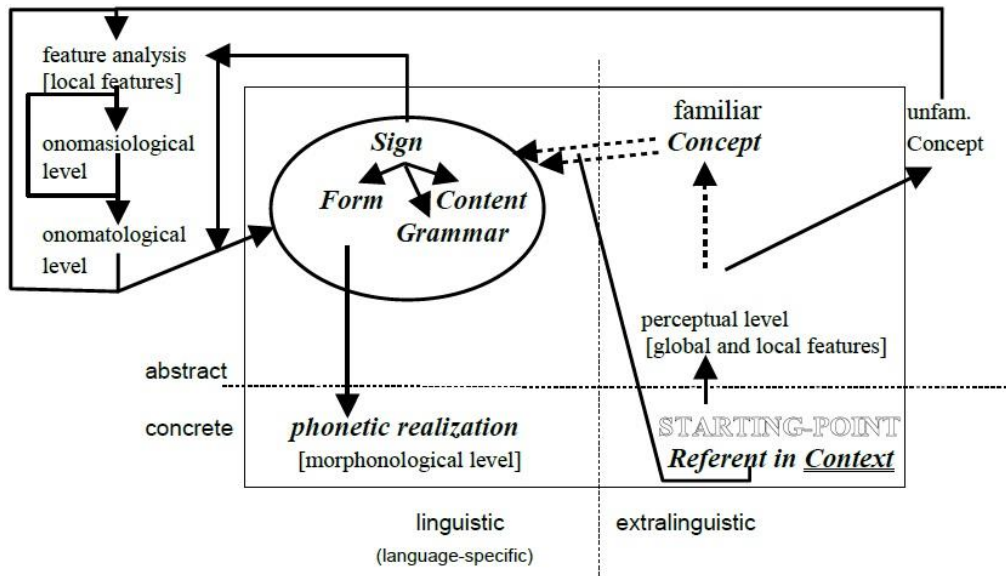 feature analysis
[local features]
onomasiological
level
onomatological
level
Sign
Form Content
Grammar
familiar
Concept
unfam.
Concept
perceptual level
[global and local features]
abstract
concrete
phonetic realization
[morphonological level]
STARTING-POINT
Referent in Context
linguistic
(language-specific)
extralinguistic